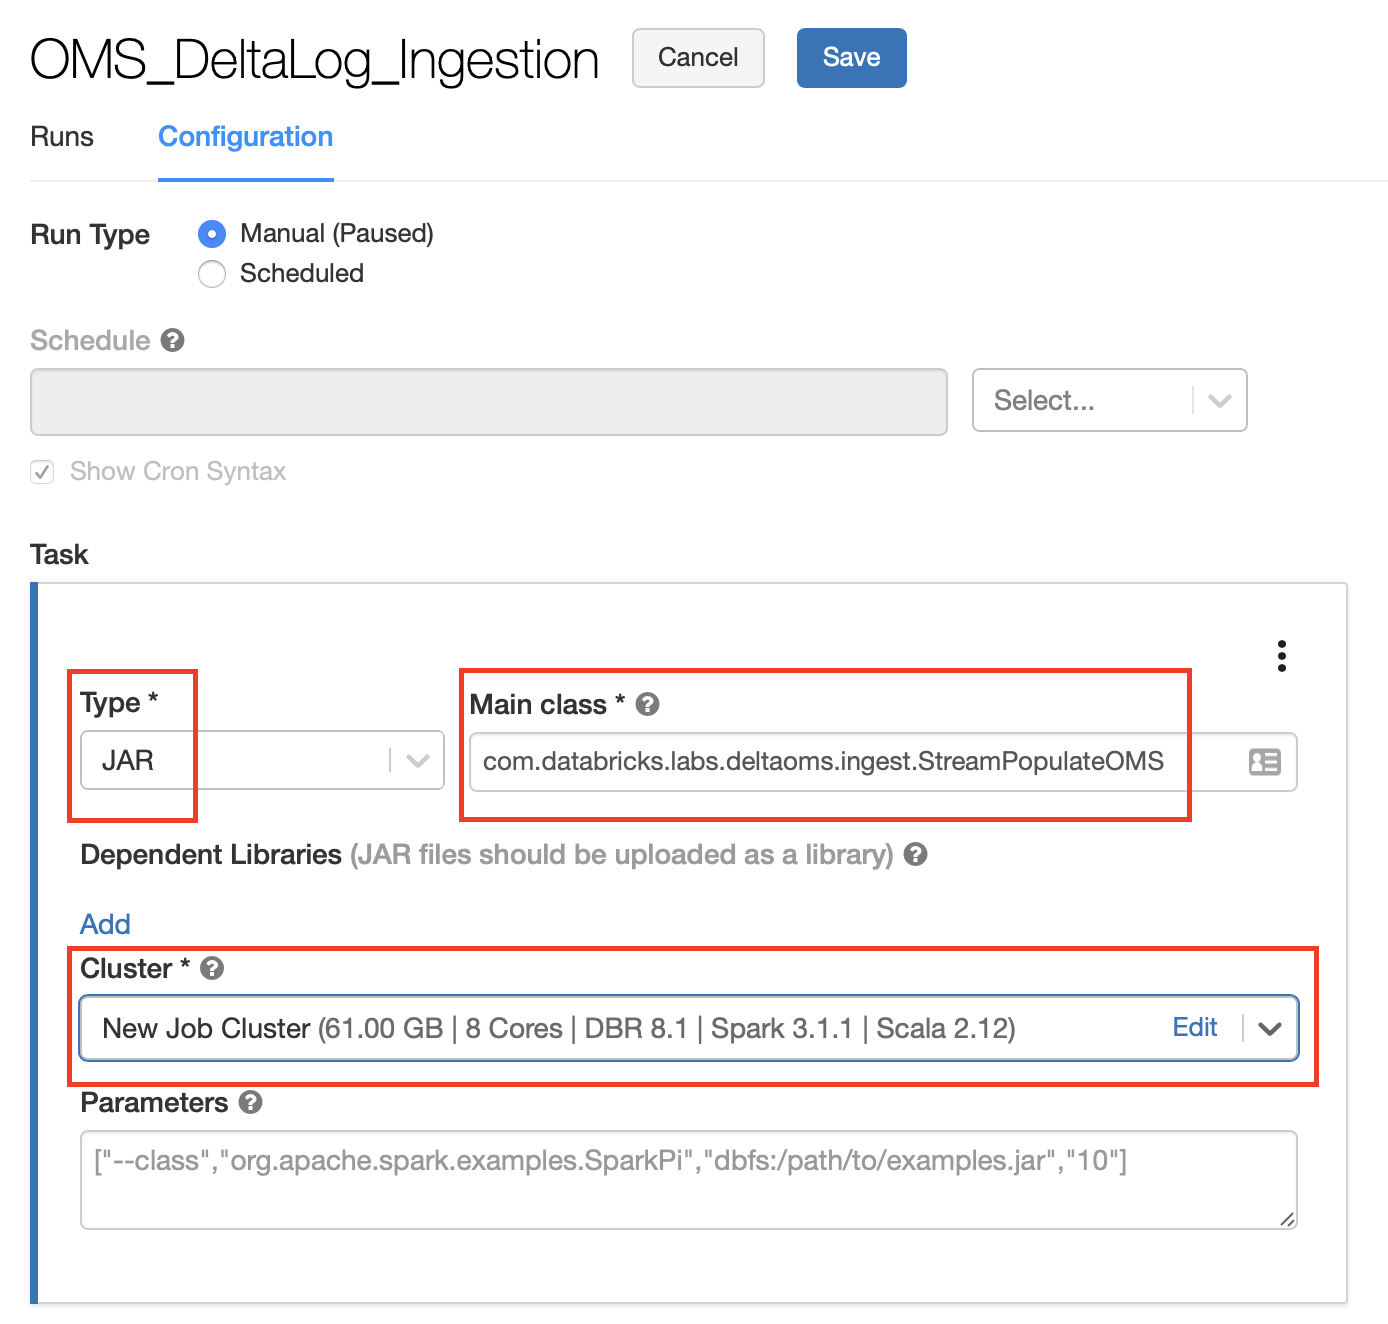 OMS_DeltaLog_Ingestion Cancel Save
Runs Configuration
Run Type Manual (Paused)
Scheduled
Schedule ?
Select...
Show Cron Syntax
Task
Type * Main class * ?
JAR com.databricks.labs.deltaoms.ingest.StreamPopulateOMS
Dependent Libraries (JAR files should be uploaded as a library) ?
Add
Cluster * ?
New Job Cluster (61.00 GB | 8 Cores | DBR 8.1 | Spark 3.1.1 | Scala 2.12) Edit
Parameters ?
["--class","org.apache.spark.examples.SparkPi","dbfs:/path/to/examples.jar","10"]